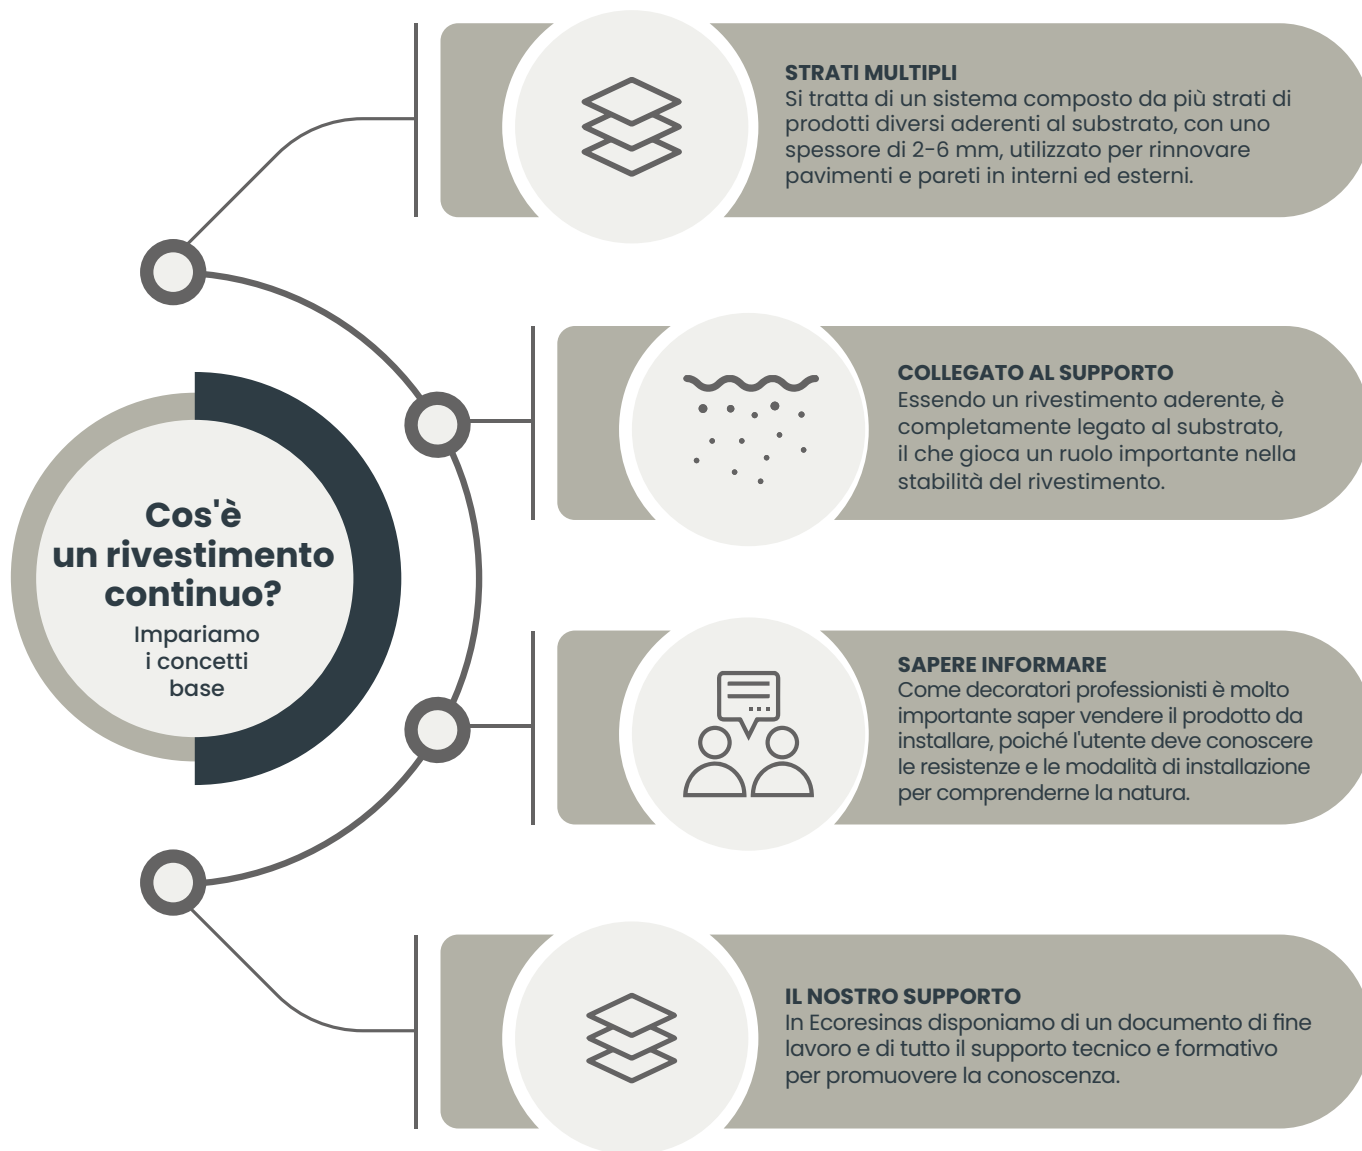 STRATI MULTIPLI
Si tratta di un sistema composto da più strati di
prodotti diversi aderenti al substrato, con uno
spessore di 2-6 mm, utilizzato per rinnovare
pavimenti e pareti in interni ed esterni.
COLLEGATO AL SUPPORTO
Essendo un rivestimento aderente, è
completamente legato al substrato,
il che gioca un ruolo importante nella
stabilità del rivestimento.
Cos'è
un rivestimento
continuo?
Impariamo
i concetti
base
SAPERE INFORMARE
Come decoratori professionisti è molto
importante saper vendere il prodotto da
installare, poiché l'utente deve conoscere
le resistenze e le modalità di installazione
per comprenderne la natura.
IL NOSTRO SUPPORTO
In Ecoresinas disponiamo di un documento di fine
lavoro e di tutto il supporto tecnico e formativo
per promuovere la conoscenza.